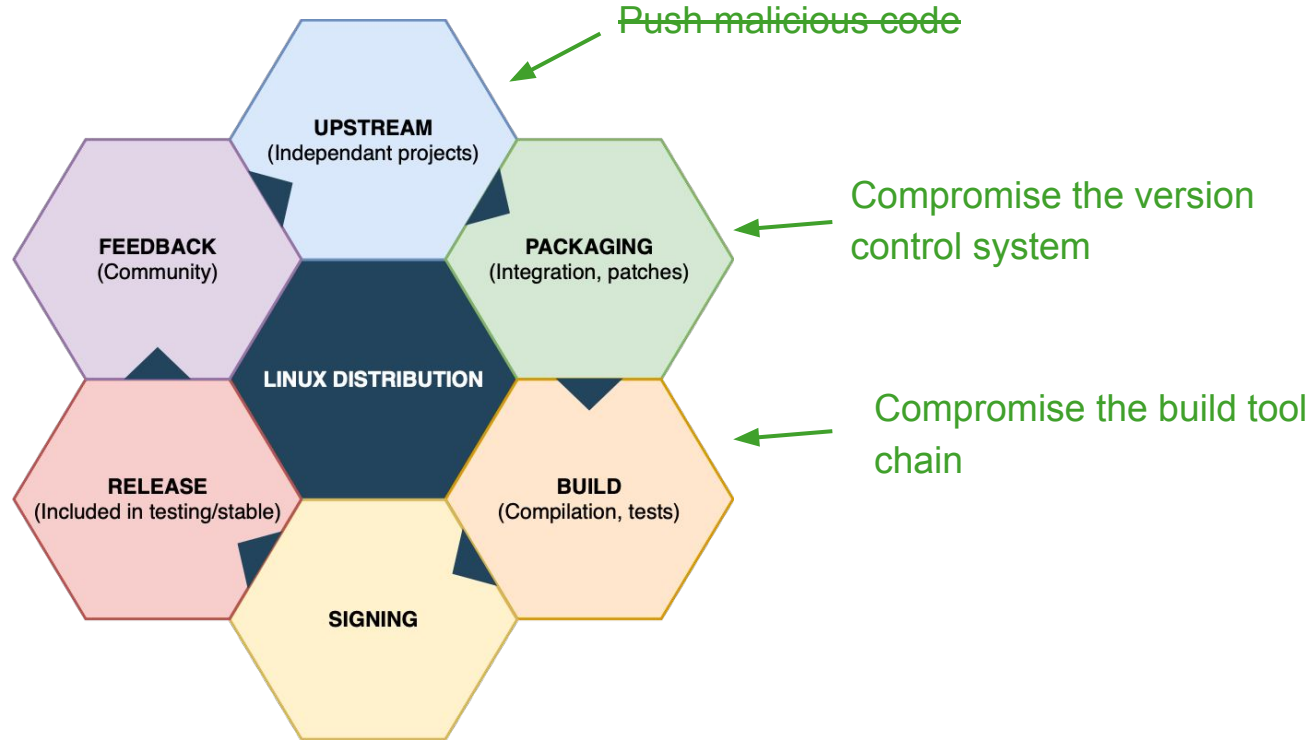 Push malicious code
UPSTREAM
(Independant projects)
Compromise the version
control system
FEEDBACK
(Community)
PACKAGING
(Integration, patches)
LINUX DISTRIBUTION
Compromise the build tool
chain
RELEASE
(Included in testing/stable)
BUILD
(Compilation, tests)
SIGNING